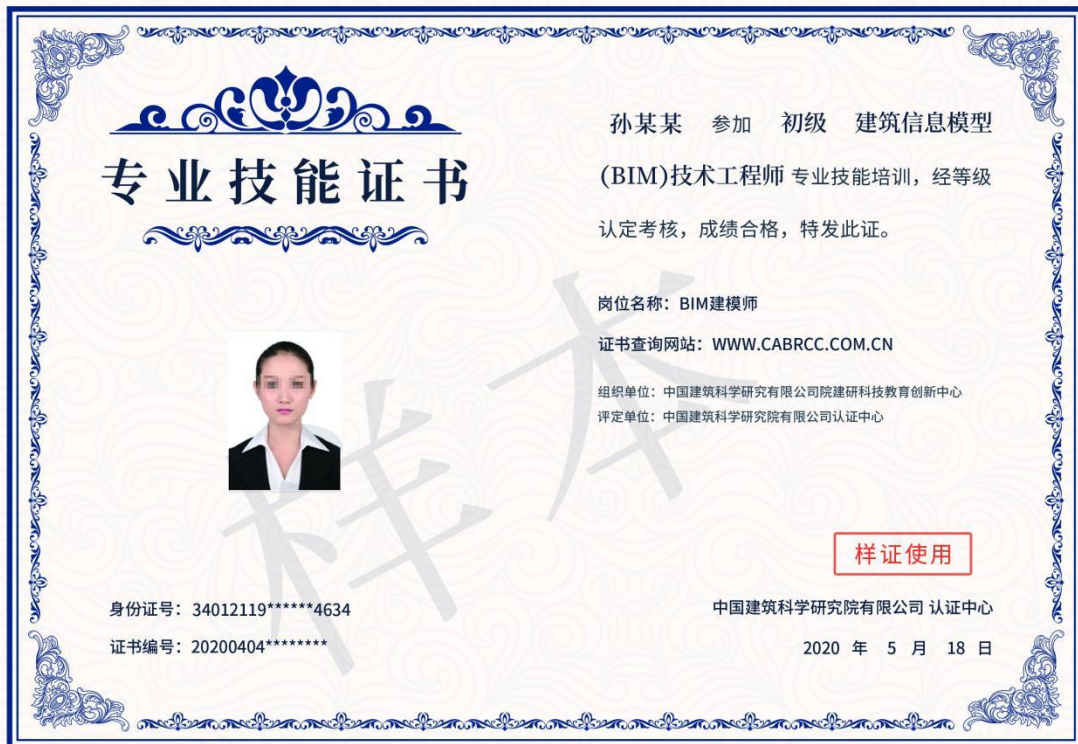 专业技能证书
孙某某 参加 初级 建筑信息模型
(BIM)技术工程师 专业技能培训，经等级
认定考核，成绩合格，特发此证。
岗位名称：BIM建模师
证书查询网站：WWW.CABRCC.COM.CN
组织单位：中国建筑科学研究有限公司院建研科技教育创新中心
评定单位：中国建筑科学研究院有限公司认证中心
样本
样证使用
身份证号：34012119******4634
证书编号：20200404********
中国建筑科学研究院有限公司 认证中心
2020 年 5 月 18 日